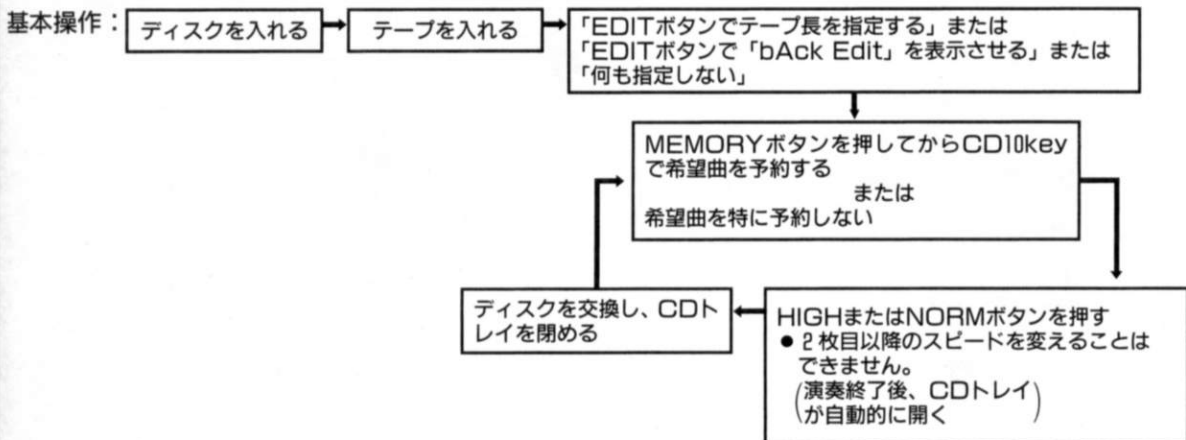 基本操作：
ディスクを入れる
テープを入れる
「EDITボタンでテープ長を指定する」または
「EDITボタンで「bAck Edit」を表示させる」または
「何も指定しない」
MEMORYボタンを押してからCD10key
で希望曲を予約する
または
希望曲を特に予約しない
HIGHまたはNORMボタンを押す
● 2枚目以降のスピードを変えることは
できません。
(演奏終了後、CDトレイ
が自動的に開く)
ディスクを交換し、CDト
レイを閉める